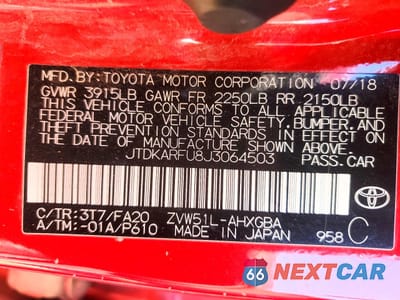 MFD.BY:TOYOTA MOTOR CORPORATION 07/18
GVWR 3915LB GAWR FR 2250LB RR 2150LB
THIS VEHICLE CONFORMS TO ALL APPLICABLE
FEDERAL MOTOR VEHICLE SAFETY,BUMPER,AND
THEFT PREVENTION STANDARDS IN EFFECT ON
THE DATE OF MANUFACTURE SHOWN ABOVE.
JTDKARFU8J3064503
PASS.CAR
C/TR:3T7/FA20 ZVW51L-AHXGBA
A/TM:-01A/P610 MADE IN JAPAN 958 C
TOYOTA
66 NEXTCAR